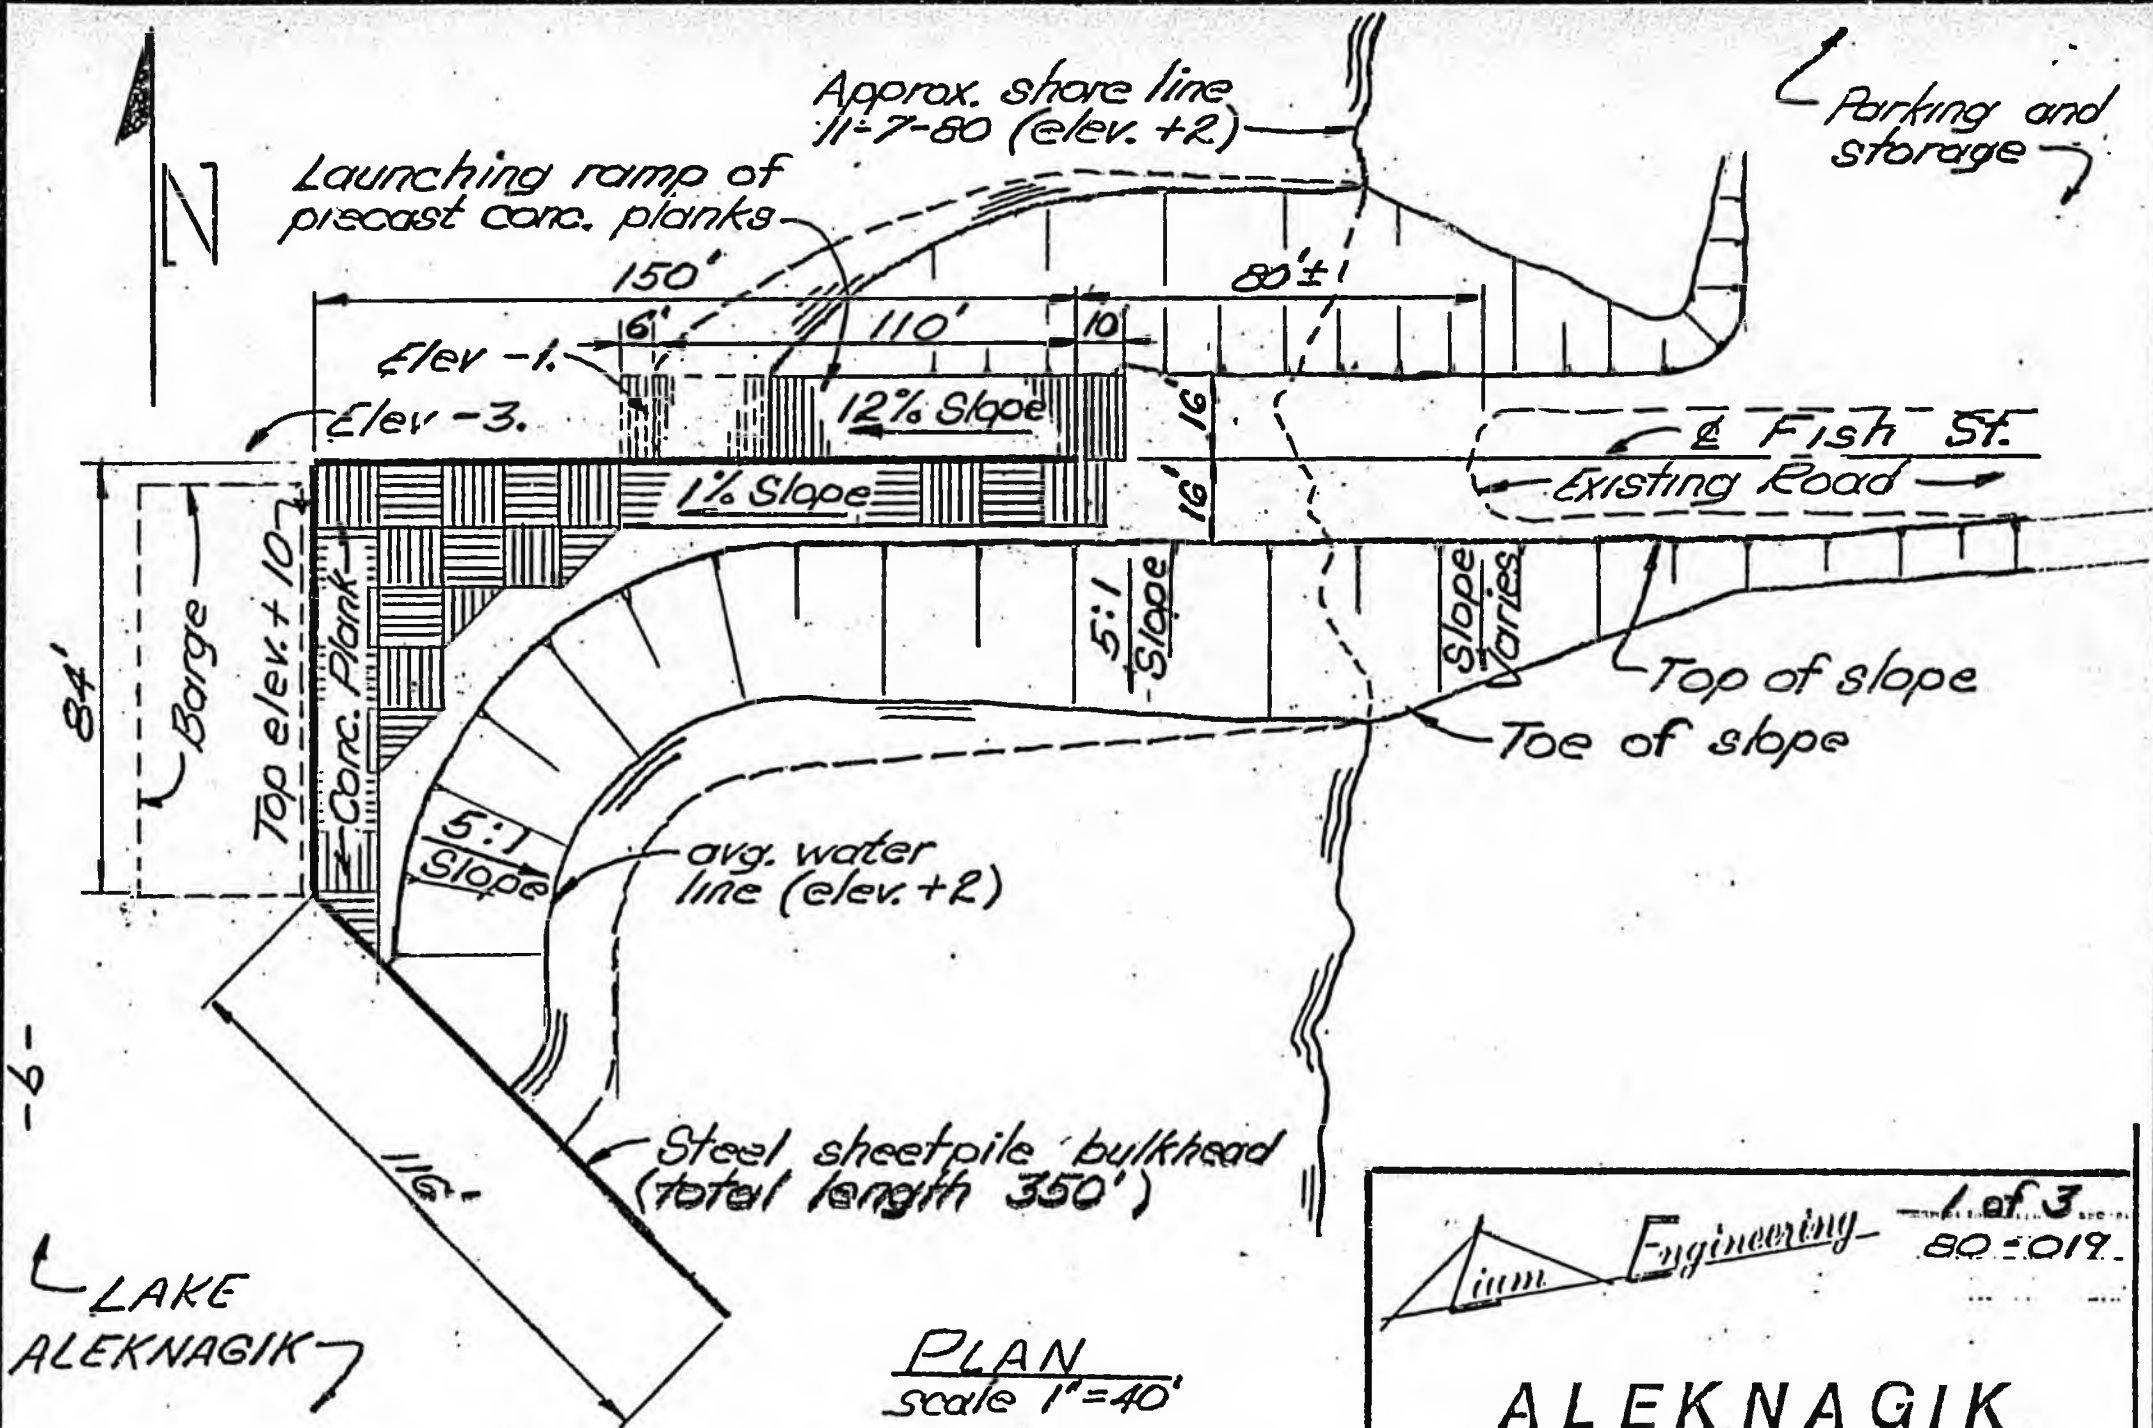 Approx. shore line
11-7-80 (elev. +2)
Parking and
storage
N
Launching ramp of
precast conc. planks
150'
80'±
6'
110'
10'
Elev -1.
Elev -3.
12% Slope
16'
16'
℄ Fish St.
Existing Road
1% Slope
84'
Barge
Top elev. + 10
Conc. Plank
5:1
Slope
Slope
Varies
Top of slope
Toe of slope
5:1
Slope
avg. water
line (elev. +2)
-6-
116'
Steel sheetpile bulkhead
(total length 350')
LAKE
ALEKNAGIK
PLAN
scale 1"=40'
Engineering
1 of 3
80-019
ALEKNAGIK